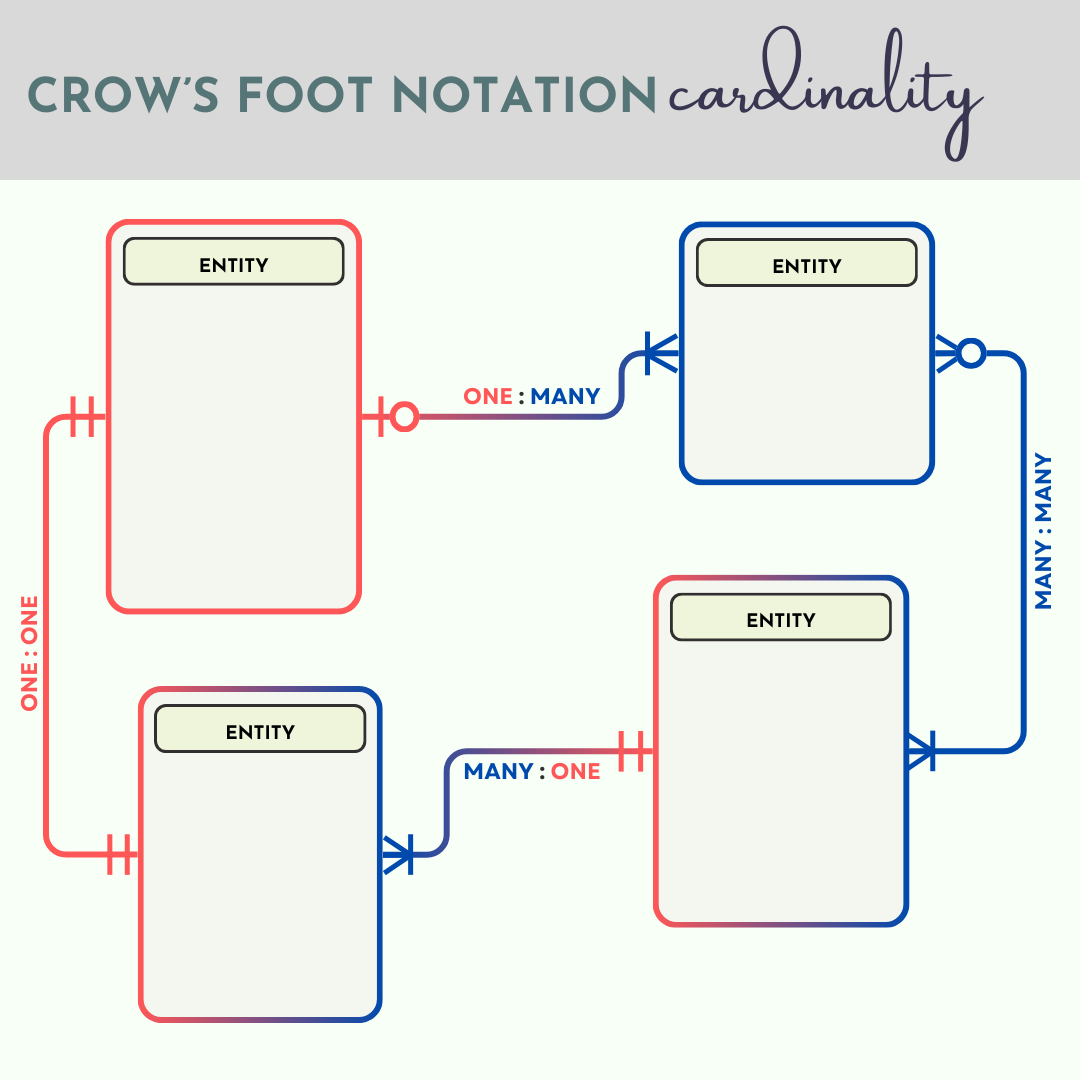 CROW'S FOOT NOTATION cardinality
ENTITY
ENTITY
ONE : MANY
MANY : MANY
ONE : ONE
ENTITY
ENTITY
MANY : ONE